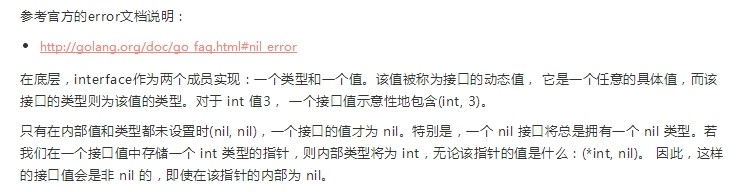 参考官方的error文档说明：
http://golang.org/doc/go_faq.html#nil_error
在底层，interface作为两个成员实现：一个类型和一个值。该值被称为接口的动态值， 它是一个任意的具体值，而该
接口的类型则为该值的类型。对于 int 值3， 一个接口值示意性地包含(int, 3)。
只有在内部值和类型都未设置时(nil, nil)，一个接口的值才为 nil。特别是，一个 nil 接口将总是拥有一个 nil 类型。若
我们在一个接口值中存储一个 int 类型的指针，则内部类型将为 int，无论该指针的值是什么：(*int, nil)。 因此，这样
的接口值会是非 nil 的，即使在该指针的内部为 nil。